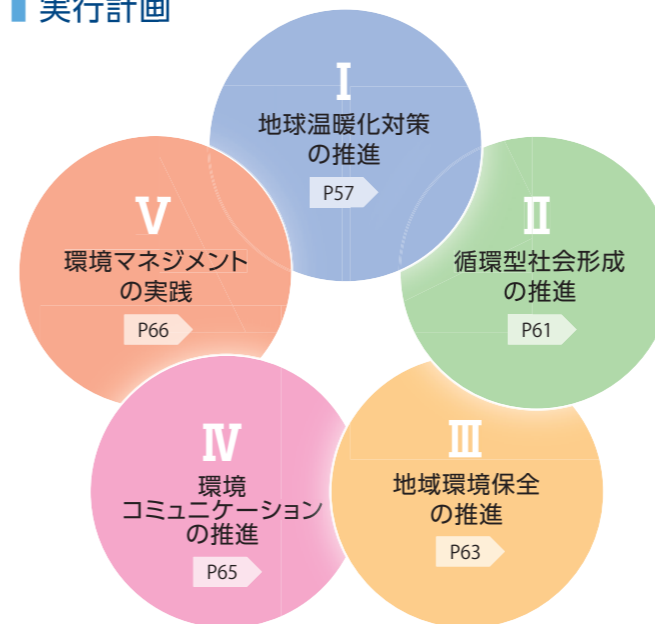 実行計画
Ⅰ
地球温暖化対策
の推進
P57
Ⅱ
循環型社会形成
の推進
P61
Ⅲ
地域環境保全
の推進
P63
Ⅳ
環境
コミュニケーション
の推進
P65
Ⅴ
環境マネジメント
の実践
P66